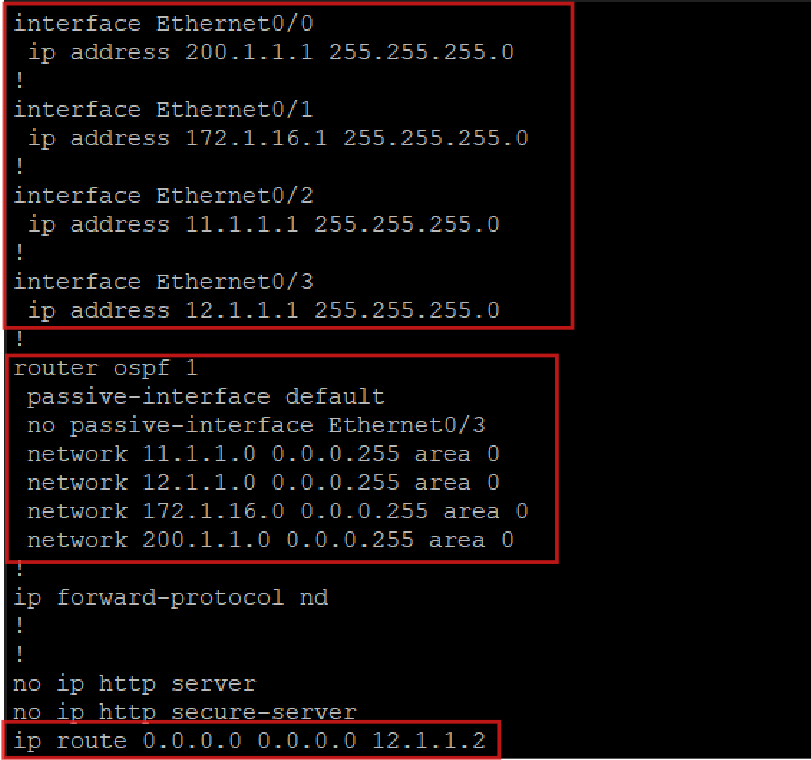 interface Ethernet0/0
 ip address 200.1.1.1 255.255.255.0
!
interface Ethernet0/1
 ip address 172.1.16.1 255.255.255.0
!
interface Ethernet0/2
 ip address 11.1.1.1 255.255.255.0
!
interface Ethernet0/3
 ip address 12.1.1.1 255.255.255.0
!
router ospf 1
 passive-interface default
 no passive-interface Ethernet0/3
 network 11.1.1.0 0.0.0.255 area 0
 network 12.1.1.0 0.0.0.255 area 0
 network 172.1.16.0 0.0.0.255 area 0
 network 200.1.1.0 0.0.0.255 area 0
!
ip forward-protocol nd
!
!
no ip http server
no ip http secure-server
ip route 0.0.0.0 0.0.0.0 12.1.1.2